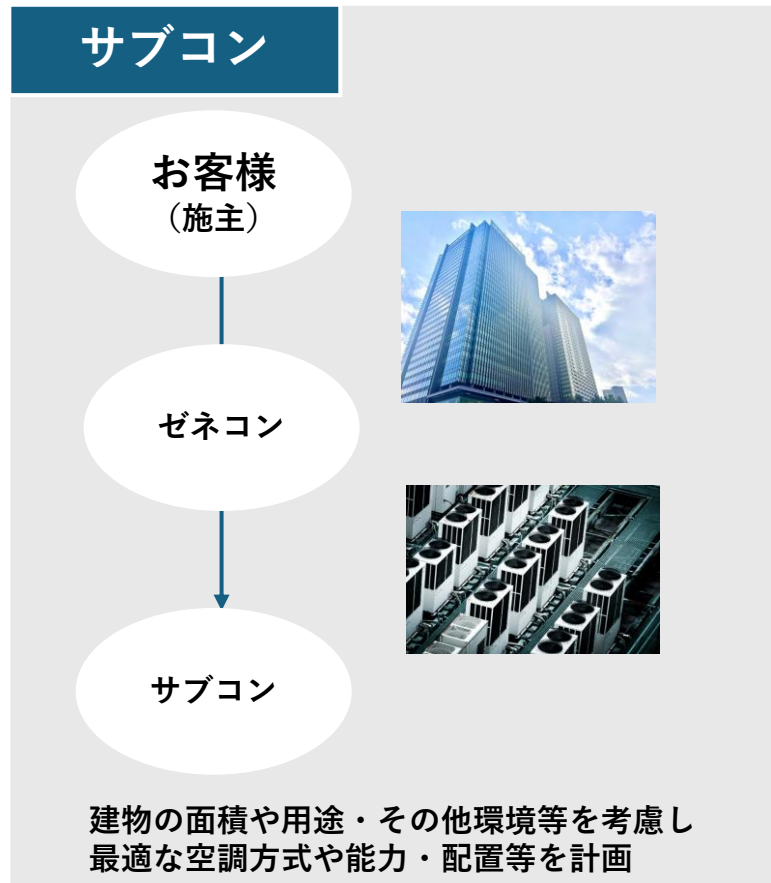 サブコン
お客様
（施主）
ゼネコン
サブコン
建物の面積や用途・その他環境等を考慮し
最適な空調方式や能力・配置等を計画